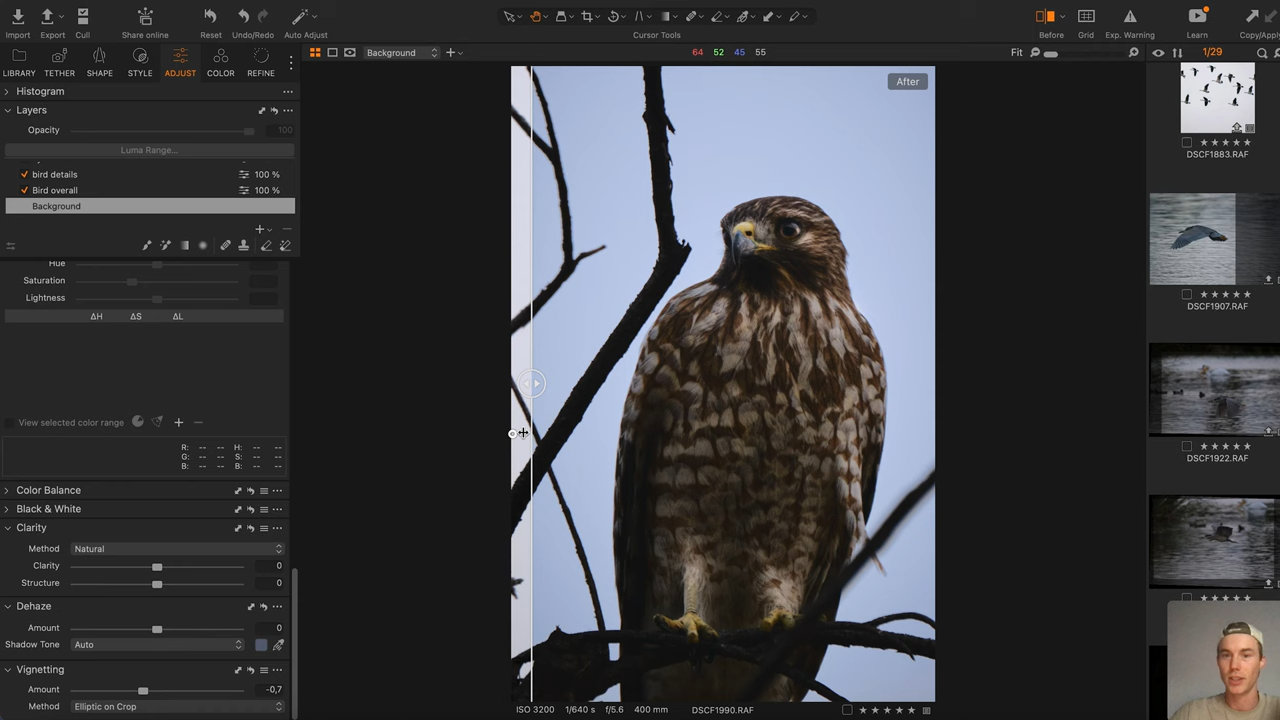 Import Export Cull Share online Reset Undo/Redo Auto Adjust Cursor Tools Before Grid Exp. Warning Learn Copy/Apply
LIBRARY TETHER SHAPE STYLE ADJUST COLOR REFINE
Background
64 52 45 55
Fit
1/29
Histogram
Layers
Opacity 100
Luma Range...
bird details 100 %
Bird overall 100 %
Background
Hue
Saturation
Lightness
ΔH ΔS ΔL
View selected color range
R: -- -- H: -- --
G: -- -- S: -- --
B: -- -- B: -- --
Color Balance
Black & White
Clarity
Method Natural
Clarity 0
Structure 0
Dehaze
Amount 0
Shadow Tone Auto
Vignetting
Amount -0,7
Method Elliptic on Crop
After
ISO 3200 1/640 s f/5.6 400 mm DSCF1990.RAF
DSCF1883.RAF
DSCF1907.RAF
DSCF1922.RAF